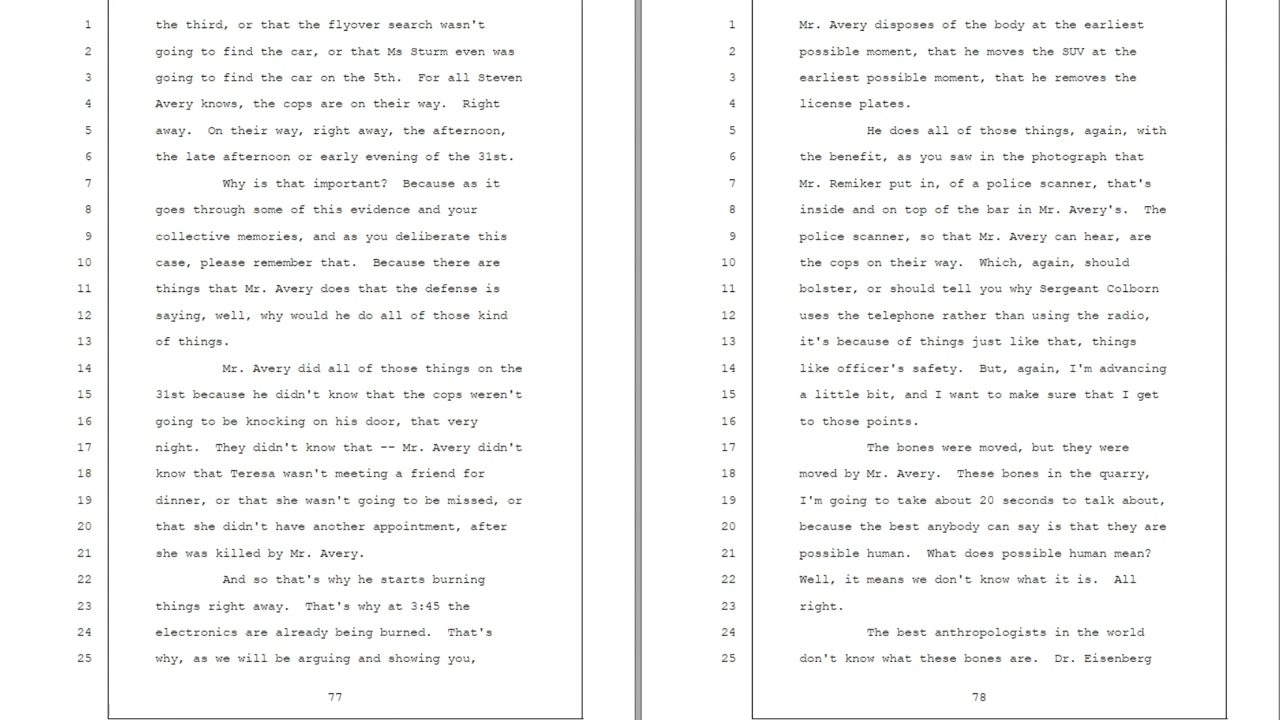 1 the third, or that the flyover search wasn't
2 going to find the car, or that Ms Sturm even was
3 going to find the car on the 5th. For all Steven
4 Avery knows, the cops are on their way. Right
5 away. On their way, right away, the afternoon,
6 the late afternoon or early evening of the 31st.
7 Why is that important? Because as it
8 goes through some of this evidence and your
9 collective memories, and as you deliberate this
10 case, please remember that. Because there are
11 things that Mr. Avery does that the defense is
12 saying, well, why would he do all of those kind
13 of things.
14 Mr. Avery did all of those things on the
15 31st because he didn't know that the cops weren't
16 going to be knocking on his door, that very
17 night. They didn't know that -- Mr. Avery didn't
18 know that Teresa wasn't meeting a friend for
19 dinner, or that she wasn't going to be missed, or
20 that she didn't have another appointment, after
21 she was killed by Mr. Avery.
22 And so that's why he starts burning
23 things right away. That's why at 3:45 the
24 electronics are already being burned. That's
25 why, as we will be arguing and showing you,
77
1 Mr. Avery disposes of the body at the earliest
2 possible moment, that he moves the SUV at the
3 earliest possible moment, that he removes the
4 license plates.
5 He does all of those things, again, with
6 the benefit, as you saw in the photograph that
7 Mr. Remiker put in, of a police scanner, that's
8 inside and on top of the bar in Mr. Avery's. The
9 police scanner, so that Mr. Avery can hear, are
10 the cops on their way. Which, again, should
11 bolster, or should tell you why Sergeant Colborn
12 uses the telephone rather than using the radio,
13 it's because of things just like that, things
14 like officer's safety. But, again, I'm advancing
15 a little bit, and I want to make sure that I get
16 to those points.
17 The bones were moved, but they were
18 moved by Mr. Avery. These bones in the quarry,
19 I'm going to take about 20 seconds to talk about,
20 because the best anybody can say is that they are
21 possible human. What does possible human mean?
22 Well, it means we don't know what it is. All
23 right.
24 The best anthropologists in the world
25 don't know what these bones are. Dr. Eisenberg
78